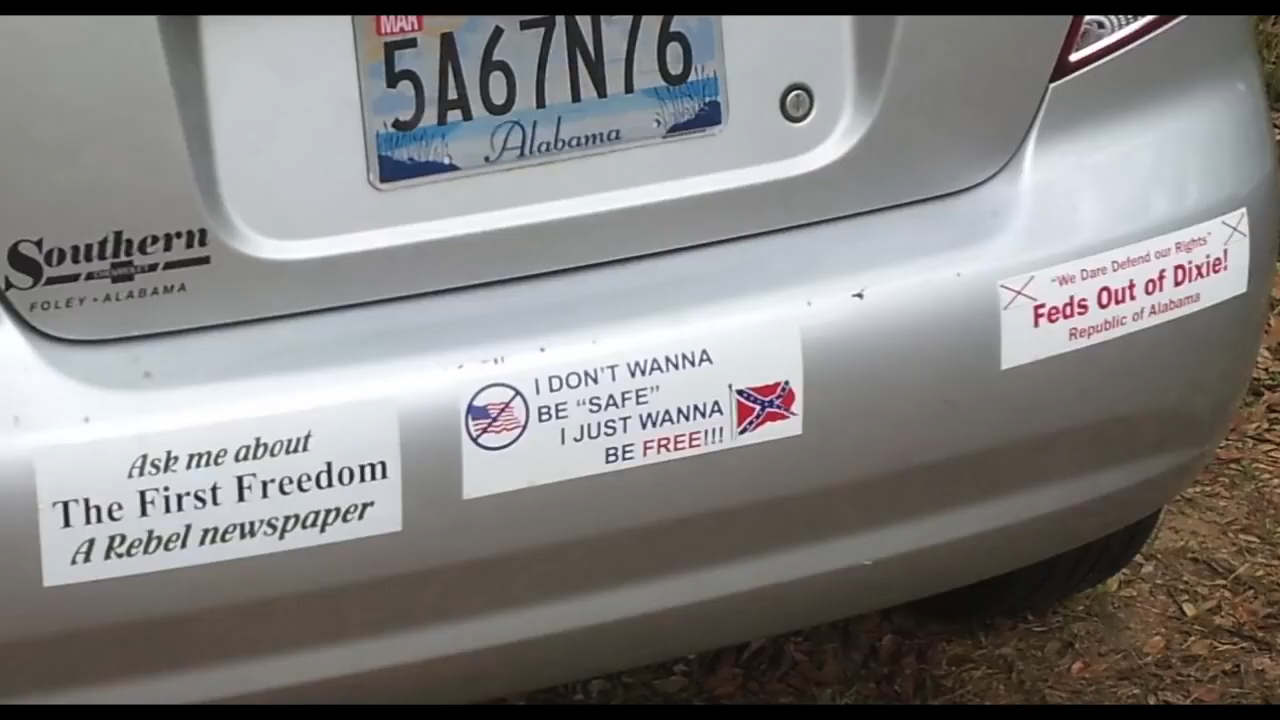 MAR
5A67N76
Alabama
Southern
CHEVROLET
FOLEY • ALABAMA
"We Dare Defend our Rights"
Feds Out of Dixie!
Republic of Alabama
I DON'T WANNA
BE "SAFE"
I JUST WANNA
BE FREE!!!
Ask me about
The First Freedom
A Rebel newspaper